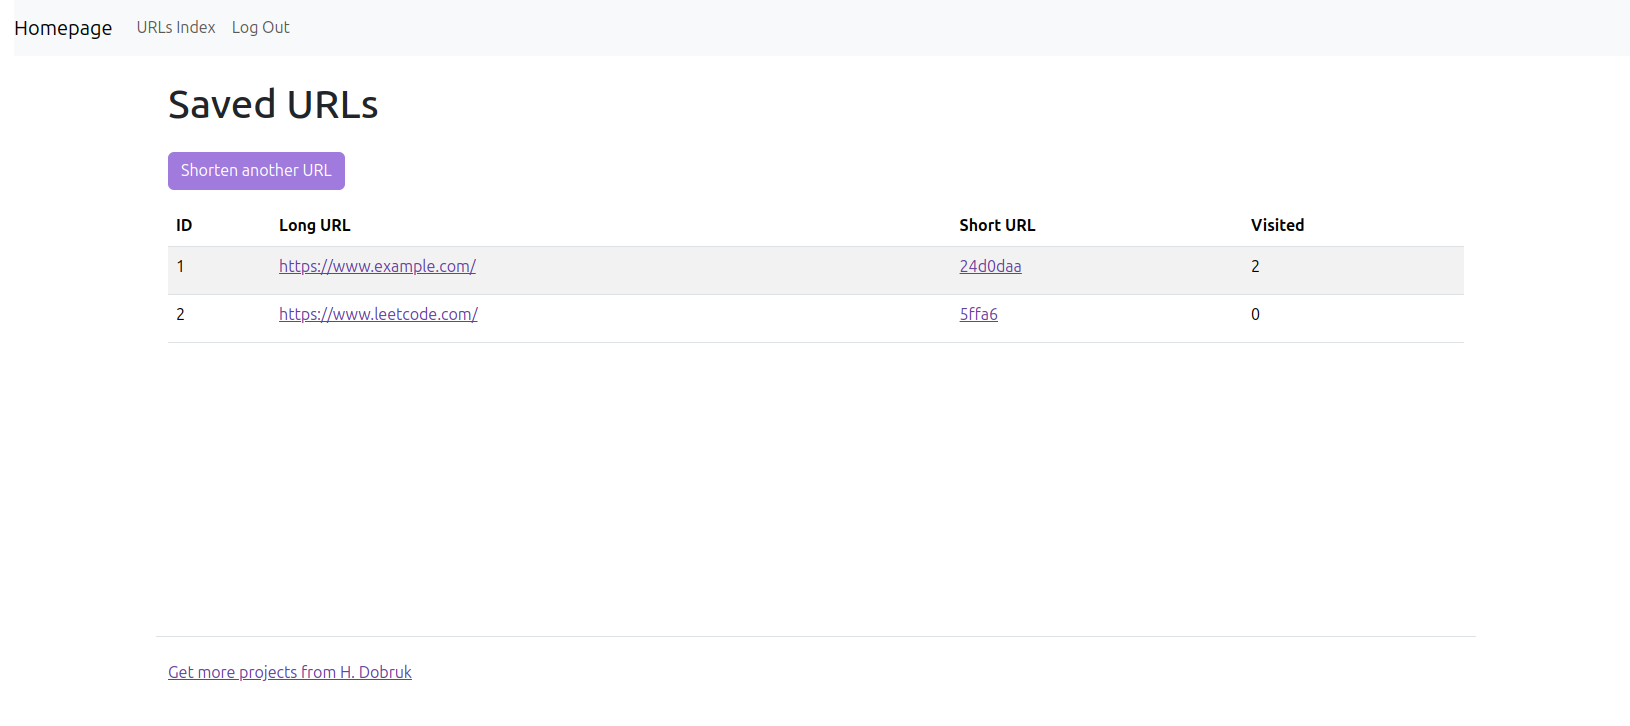 Homepage URLs Index Log Out
Saved URLs
Shorten another URL
ID Long URL Short URL Visited
1 https://www.example.com/ 24d0daa 2
2 https://www.leetcode.com/ 5ffa6 0
Get more projects from H. Dobruk